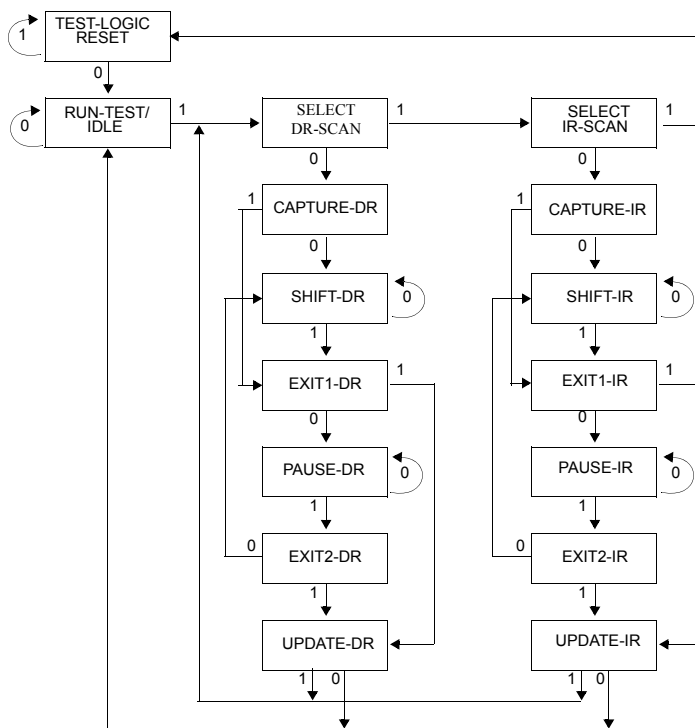 TEST-LOGIC
RESET
1
0
RUN-TEST/
IDLE
0
1
SELECT
DR-SCAN
1
SELECT
IR-SCAN
1
0
0
1
CAPTURE-DR
1
CAPTURE-IR
0
0
SHIFT-DR
0
SHIFT-IR
0
1
1
EXIT1-DR
1
EXIT1-IR
1
0
0
PAUSE-DR
0
PAUSE-IR
0
1
1
0
EXIT2-DR
0
EXIT2-IR
1
1
UPDATE-DR
UPDATE-IR
1
0
1
0